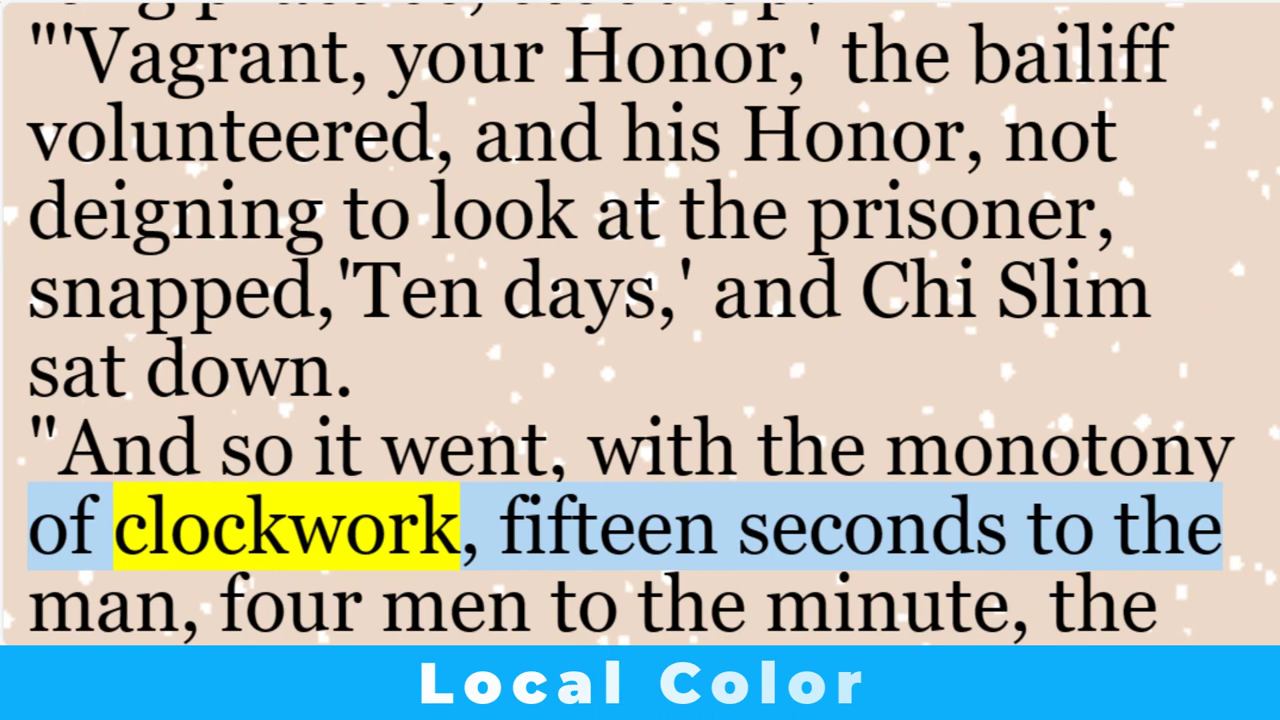 "'Vagrant, your Honor,' the bailiff
volunteered, and his Honor, not
deigning to look at the prisoner,
snapped,'Ten days,' and Chi Slim
sat down.
"And so it went, with the monotony
of clockwork, fifteen seconds to the
man, four men to the minute, the
Local Color